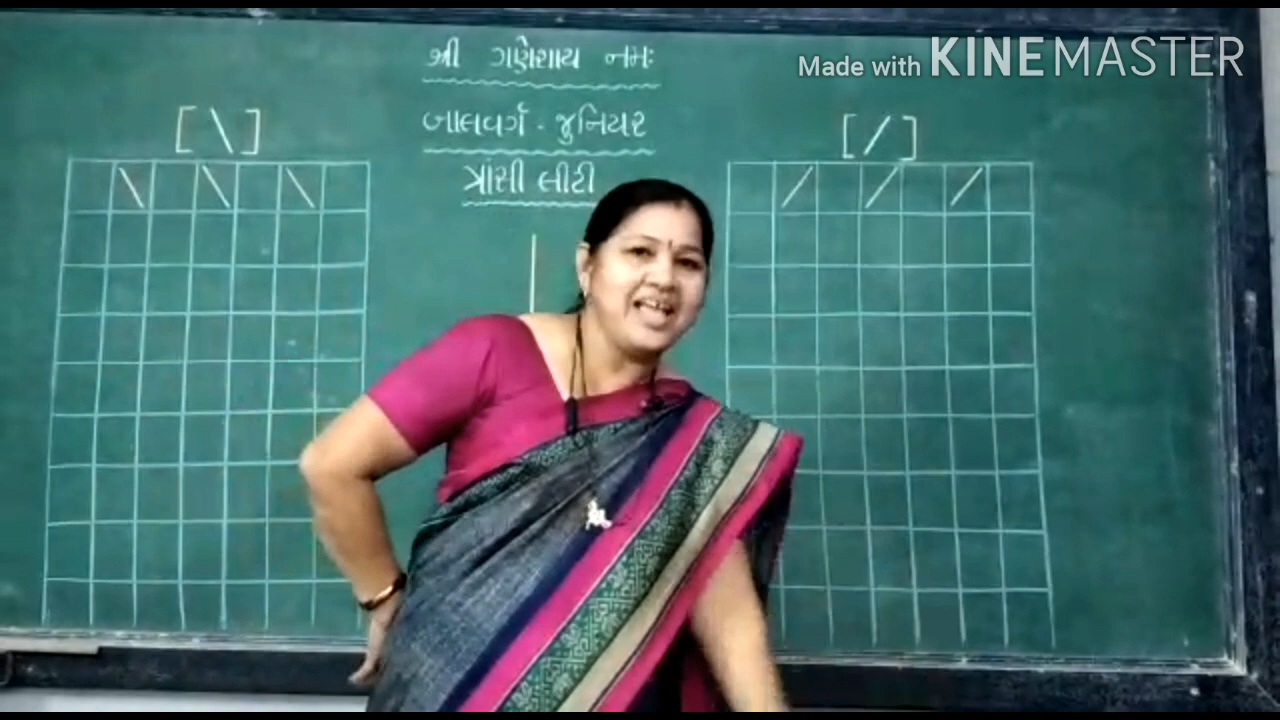 Made with KINEMASTER
શ્રી ગણેશાય નમઃ
બાલવર્ગ - જુનિયર
ત્રાંસી લીટી
[\]
[/]